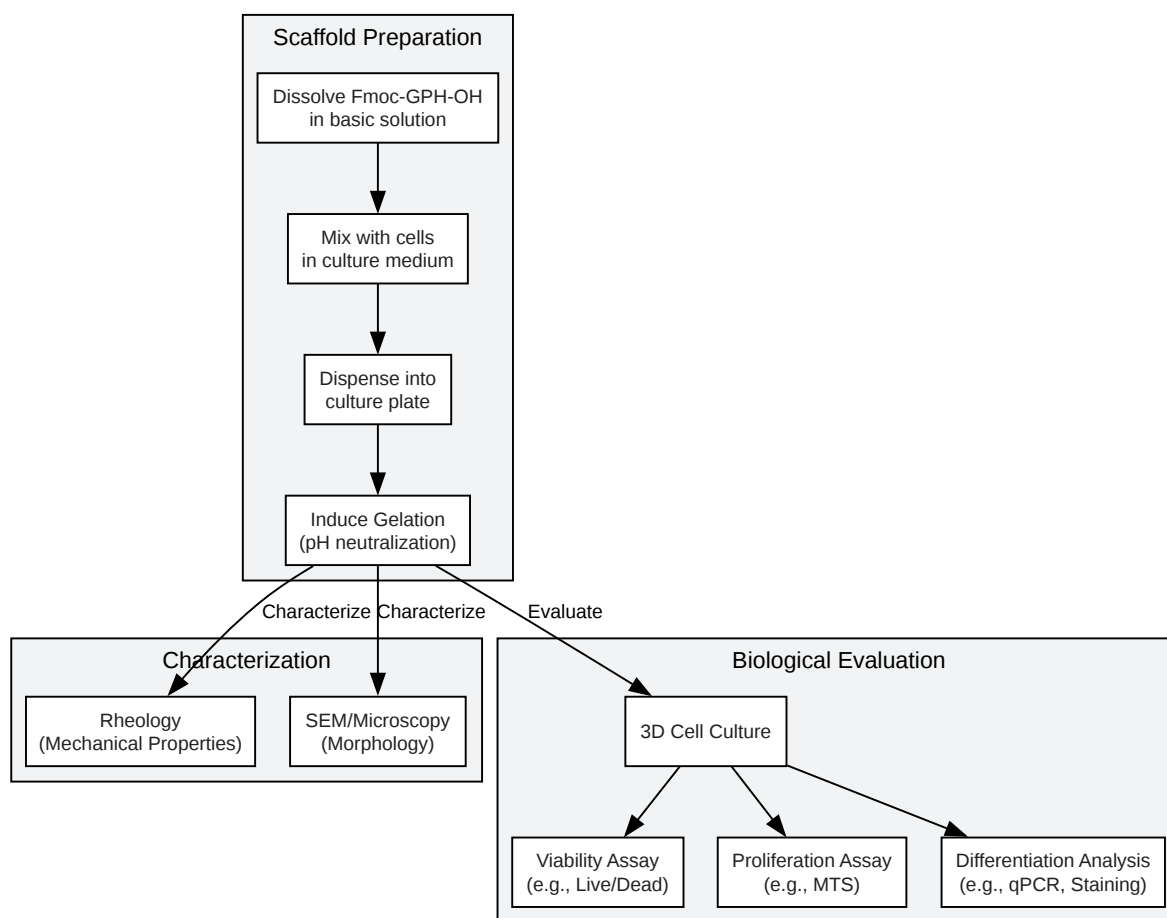 Scaffold Preparation
Dissolve Fmoc-GPH-OH
in basic solution
Mix with cells
in culture medium
Dispense into
culture plate
Induce Gelation
(pH neutralization)
Characterize
Characterize
Evaluate
Characterization
Rheology
(Mechanical Properties)
SEM/Microscopy
(Morphology)
Biological Evaluation
3D Cell Culture
Viability Assay
(e.g., Live/Dead)
Proliferation Assay
(e.g., MTS)
Differentiation Analysis
(e.g., qPCR, Staining)